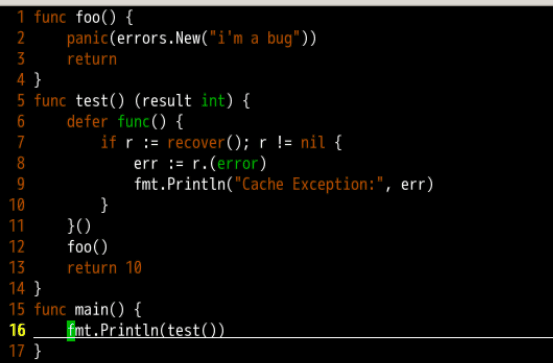 1 func foo() {
2     panic(errors.New("i'm a bug"))
3     return
4 }
5 func test() (result int) {
6     defer func() {
7         if r := recover(); r != nil {
8             err := r.(error)
9             fmt.Println("Cache Exception:", err)
10         }
11     }()
12     foo()
13     return 10
14 }
15 func main() {
16     fmt.Println(test())
17 }